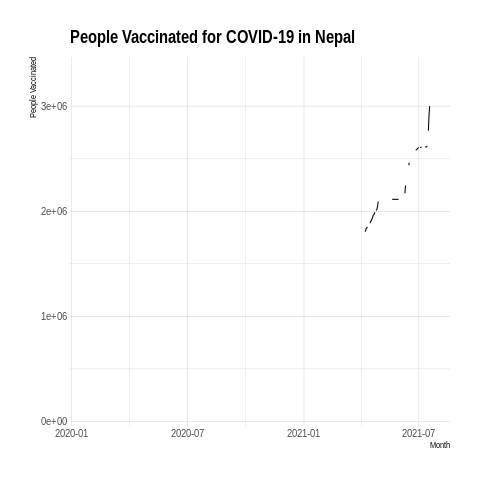 People Vaccinated for COVID-19 in Nepal
People Vaccinated
3e+06
2e+06
1e+06
0e+00
2020-01 2020-07 2021-01 2021-07
Month